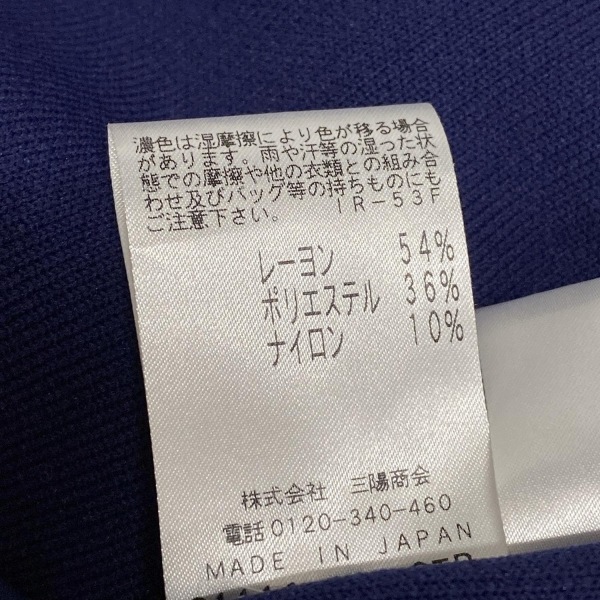 濃色は湿摩擦により色が移る場合
があります。雨や汗等の湿った状
態での摩擦や他の衣類との組み合
わせ及びバッグ等の持ちものにも
ご注意下さい。 IR-53F
レーヨン 54%
ポリエステル 36%
ナイロン 10%
株式会社 三陽商会
電話0120-340-460
MADE IN JAPAN